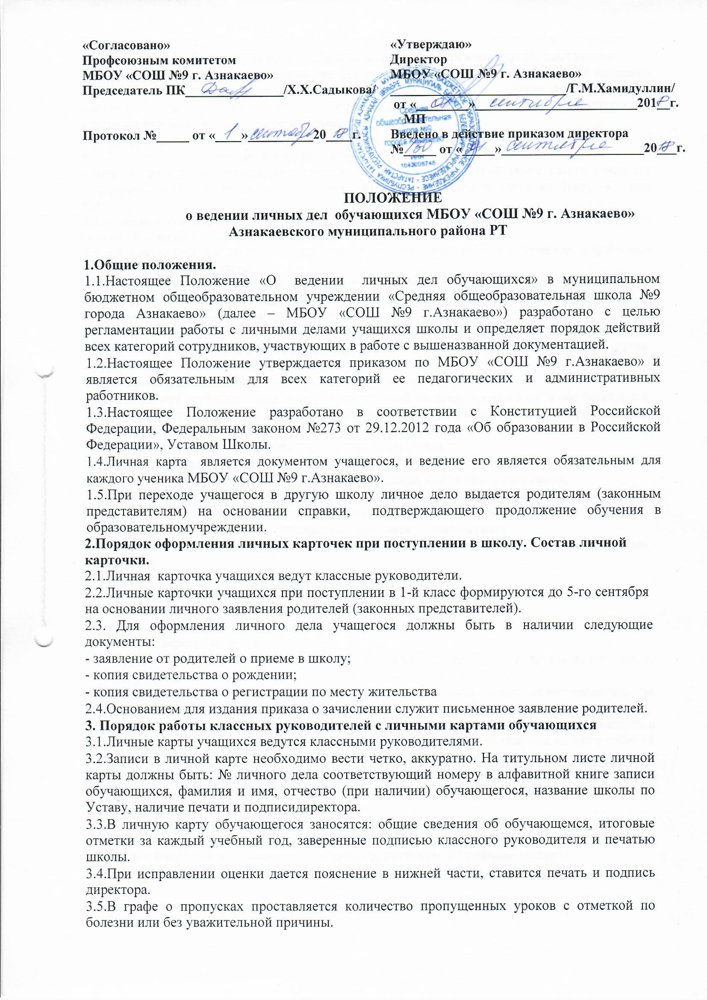 «Согласовано»
Профсоюзным комитетом
МБОУ «СОШ №9 г. Азнакаево»
Председатель ПК_______________/Х.Х.Садыкова/
Протокол №_____ от «_1_»_сентября_20_18_г.
«Утверждаю»
Директор
МБОУ «СОШ №9 г. Азнакаево»
___________________________/Г.М.Хамидуллин/
от «_01_»_сентября_2018_г.
МП
Введено в действие приказом директора
№_130_ от «_01_»_сентября_20_18_г.
Средняя
общеобразовательная
школа №9
города Азнакаево
ИНН
1643006745
ПОЛОЖЕНИЕ
о ведении личных дел обучающихся МБОУ «СОШ №9 г. Азнакаево»
Азнакаевского муниципального района РТ
1.Общие положения.
1.1.Настоящее Положение «О ведении личных дел обучающихся» в муниципальном
бюджетном общеобразовательном учреждении «Средняя общеобразовательная школа №9
города Азнакаево» (далее – МБОУ «СОШ №9 г.Азнакаево») разработано с целью
регламентации работы с личными делами учащихся школы и определяет порядок действий
всех категорий сотрудников, участвующих в работе с вышеназванной документацией.
1.2.Настоящее Положение утверждается приказом по МБОУ «СОШ №9 г.Азнакаево» и
является обязательным для всех категорий ее педагогических и административных
работников.
1.3.Настоящее Положение разработано в соответствии с Конституцией Российской
Федерации, Федеральным законом №273 от 29.12.2012 года «Об образовании в Российской
Федерации», Уставом Школы.
1.4.Личная карта является документом учащегося, и ведение его является обязательным для
каждого ученика МБОУ «СОШ №9 г.Азнакаево».
1.5.При переходе учащегося в другую школу личное дело выдается родителям (законным
представителям) на основании справки, подтверждающего продолжение обучения в
образовательномучреждении.
2.Порядок оформления личных карточек при поступлении в школу. Состав личной
карточки.
2.1.Личная карточка учащихся ведут классные руководители.
2.2.Личные карточки учащихся при поступлении в 1-й класс формируются до 5-го сентября
на основании личного заявления родителей (законных представителей).
2.3. Для оформления личного дела учащегося должны быть в наличии следующие
документы:
- заявление от родителей о приеме в школу;
- копия свидетельства о рождении;
- копия свидетельства о регистрации по месту жительства
2.4.Основанием для издания приказа о зачислении служит письменное заявление родителей.
3. Порядок работы классных руководителей с личными картами обучающихся
3.1.Личные карты учащихся ведутся классными руководителями.
3.2.Записи в личной карте необходимо вести четко, аккуратно. На титульном листе личной
карты должны быть: № личного дела соответствующий номеру в алфавитной книге записи
обучающихся, фамилия и имя, отчество (при наличии) обучающегося, название школы по
Уставу, наличие печати и подписидиректора.
3.3.В личную карту обучающегося заносятся: общие сведения об обучающемся, итоговые
отметки за каждый учебный год, заверенные подписью классного руководителя и печатью
школы.
3.4.При исправлении оценки дается пояснение в нижней части, ставится печать и подпись
директора.
3.5.В графе о пропусках проставляется количество пропущенных уроков с отметкой по
болезни или без уважительной причины.